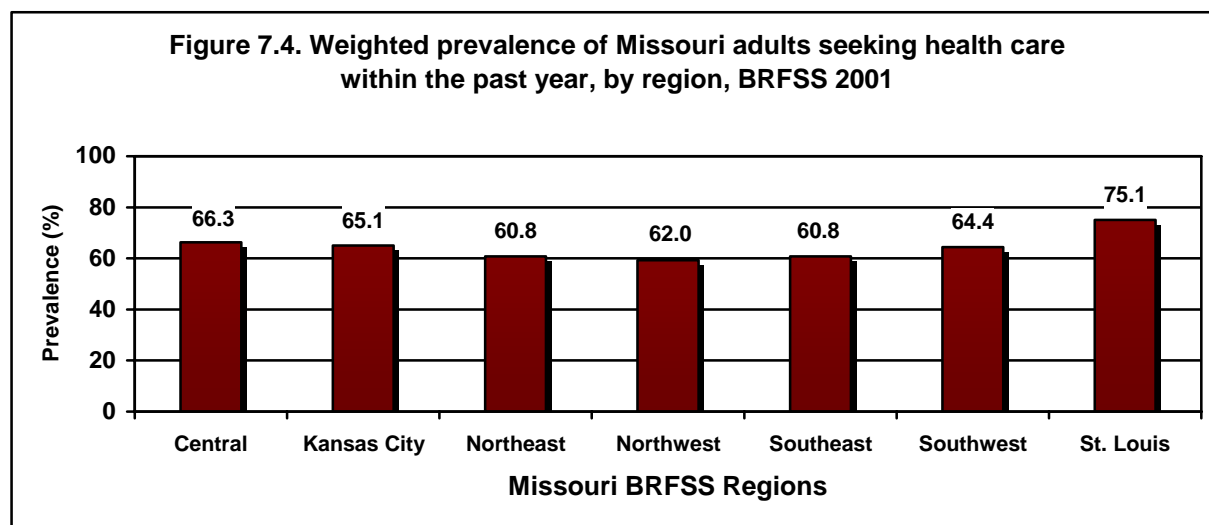 Figure 7.4. Weighted prevalence of Missouri adults seeking health care
within the past year, by region, BRFSS 2001
Prevalence (%)
100
80
60
40
20
0
66.3
65.1
60.8
62.0
60.8
64.4
75.1
Central
Kansas City
Northeast
Northwest
Southeast
Southwest
St. Louis
Missouri BRFSS Regions